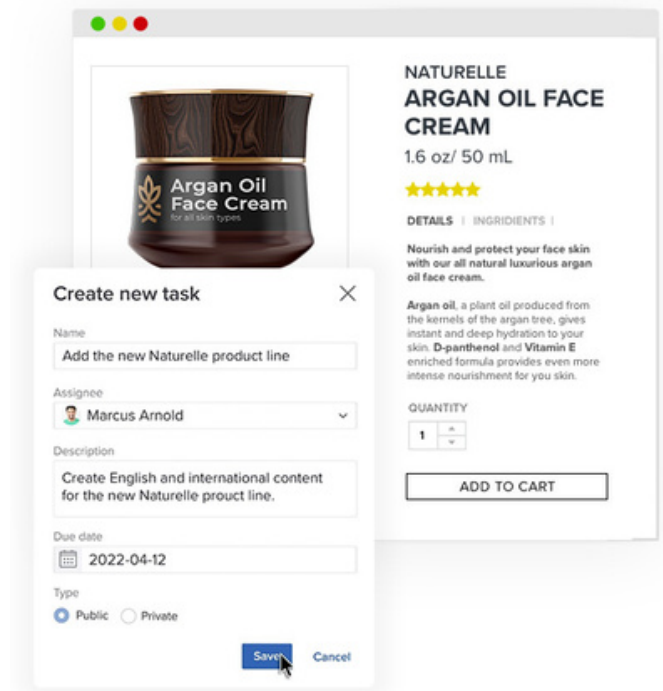 NATURELLE
ARGAN OIL FACE
CREAM
1.6 oz/ 50 mL
DETAILS | INGRIDIENTS |
Nourish and protect your face skin
with our all natural luxurious argan
oil face cream.
Argan oil, a plant oil produced from
the kernels of the argan tree, gives
instant and deep hydration to your
skin. D-panthenol and Vitamin E
enriched formula provides even more
intense nourishment for you skin.
QUANTITY
1
ADD TO CART
Argan Oil
Face Cream
for all skin types
Create new task
Name
Add the new Naturelle product line
Assignee
Marcus Arnold
Description
Create English and international content
for the new Naturelle prouct line.
Due date
2022-04-12
Type
Public
Private
Save
Cancel